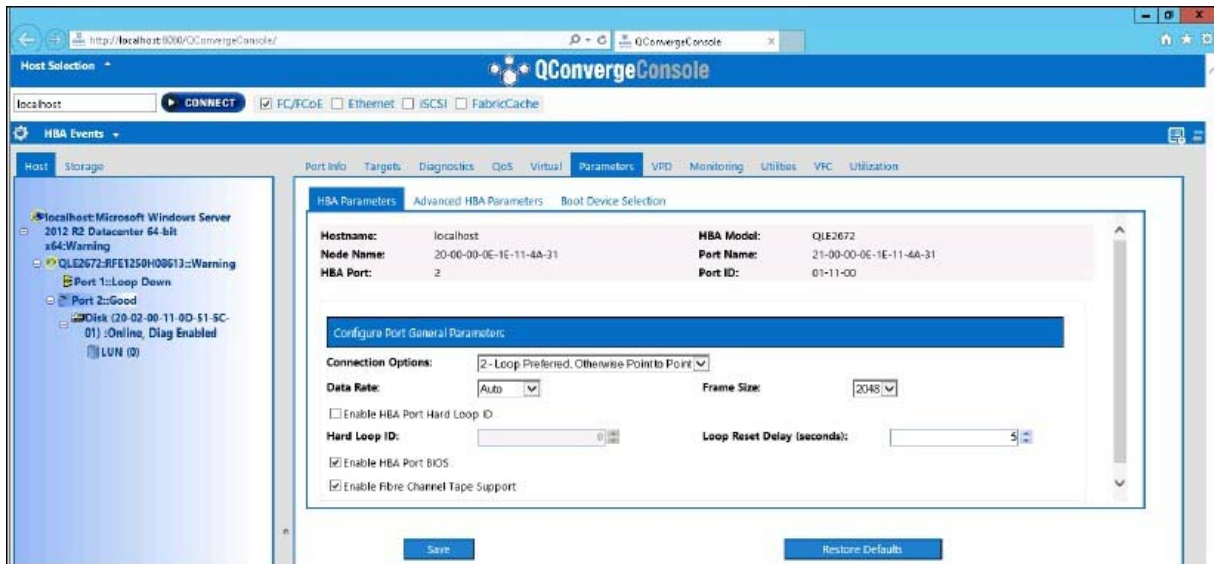 http://localhost:8080/QConvergeConsole/
QConvergeConsole
Host Selection
QConvergeConsole
localhost
CONNECT
FC/FCoE
Ethernet
iSCSI
FabricCache
HBA Events
Host
Storage
Port Info
Targets
Diagnostics
QoS
Virtual
Parameters
VPD
Monitoring
Utilities
VFC
Utilization
localhost:Microsoft Windows Server
2012 R2 Datacenter 64-bit
x64:Warning
QLE2672:RFE1250H08613::Warning
Port 1::Loop Down
Port 2::Good
Disk (20-02-00-11-0D-51-5C-
01) :Online, Diag Enabled
LUN (0)
HBA Parameters
Advanced HBA Parameters
Boot Device Selection
Hostname: localhost HBA Model: QLE2672
Node Name: 20-00-00-0E-1E-11-4A-31 Port Name: 21-00-00-0E-1E-11-4A-31
HBA Port: 2 Port ID: 01-11-00
Configure Port General Parameters
Connection Options: 2 - Loop Preferred, Otherwise Point to Point
Data Rate: Auto Frame Size: 2048
Enable HBA Port Hard Loop ID
Hard Loop ID: 0 Loop Reset Delay (seconds): 5
Enable HBA Port BIOS
Enable Fibre Channel Tape Support
Save
Restore Defaults